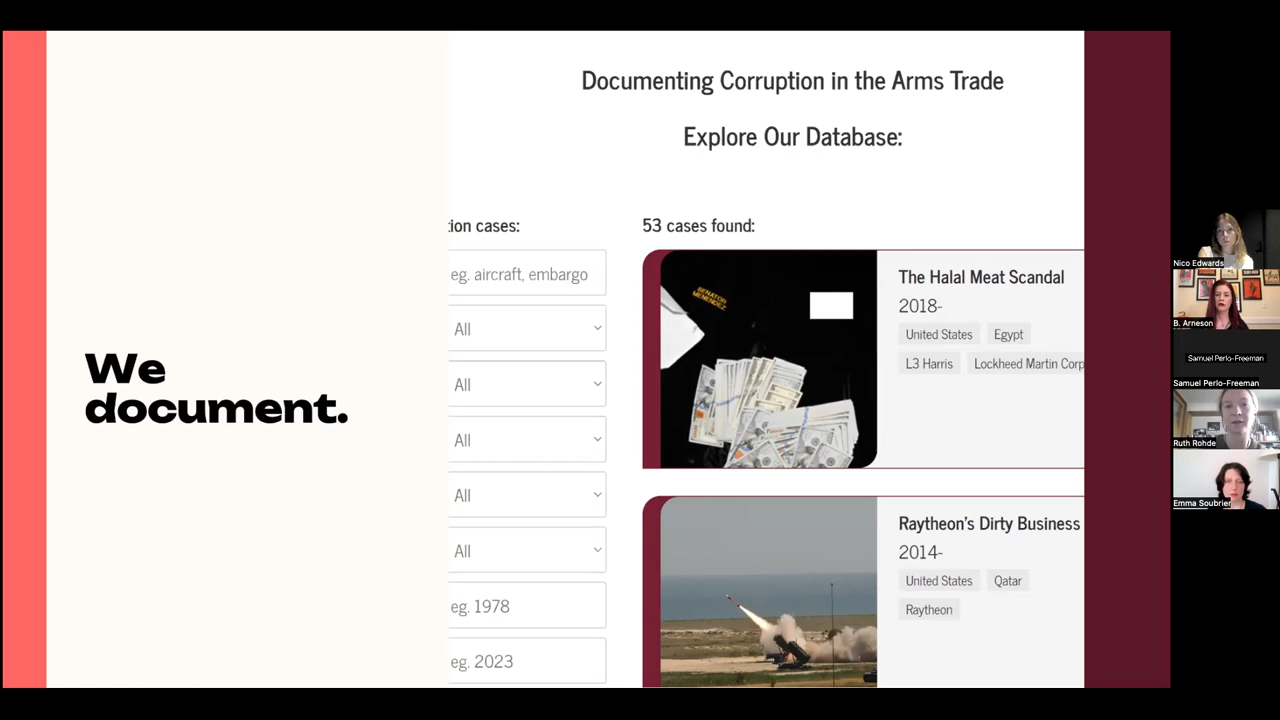 We
document.
Documenting Corruption in the Arms Trade
Explore Our Database:
tion cases:
eg. aircraft, embargo
All
All
All
All
All
eg. 1978
eg. 2023
53 cases found:
SENATOR
MENENDEZ
The Halal Meat Scandal
2018-
United States
Egypt
L3 Harris
Lockheed Martin Corp
Raytheon's Dirty Business
2014-
United States
Qatar
Raytheon
Nico Edwards
B. Arneson
Samuel Perlo-Freeman
Samuel Perlo-Freeman
Ruth Rohde
Emma Soubrier